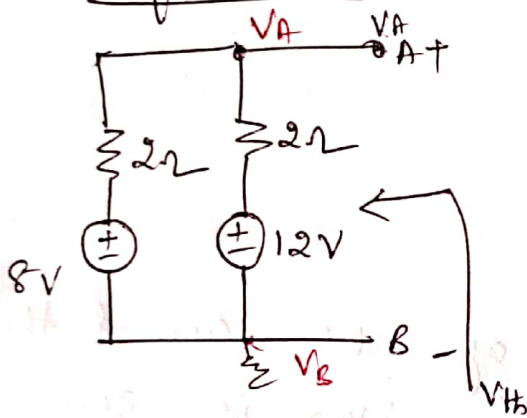 VA VA
A+
2Ω 2Ω
8V ± ± 12V
VB B -
Vth